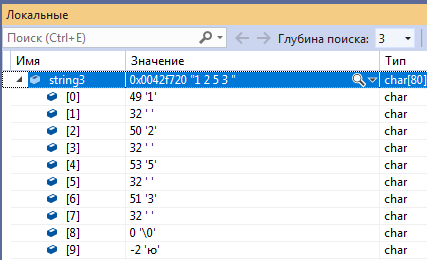 Локальные
Поиск (Ctrl+E) Глубина поиска: 3
Имя Значение Тип
string3 0x0042f720 "1 2 5 3 " char[80]
[0] 49 '1' char
[1] 32 ' ' char
[2] 50 '2' char
[3] 32 ' ' char
[4] 53 '5' char
[5] 32 ' ' char
[6] 51 '3' char
[7] 32 ' ' char
[8] 0 '\0' char
[9] -2 'ю' char